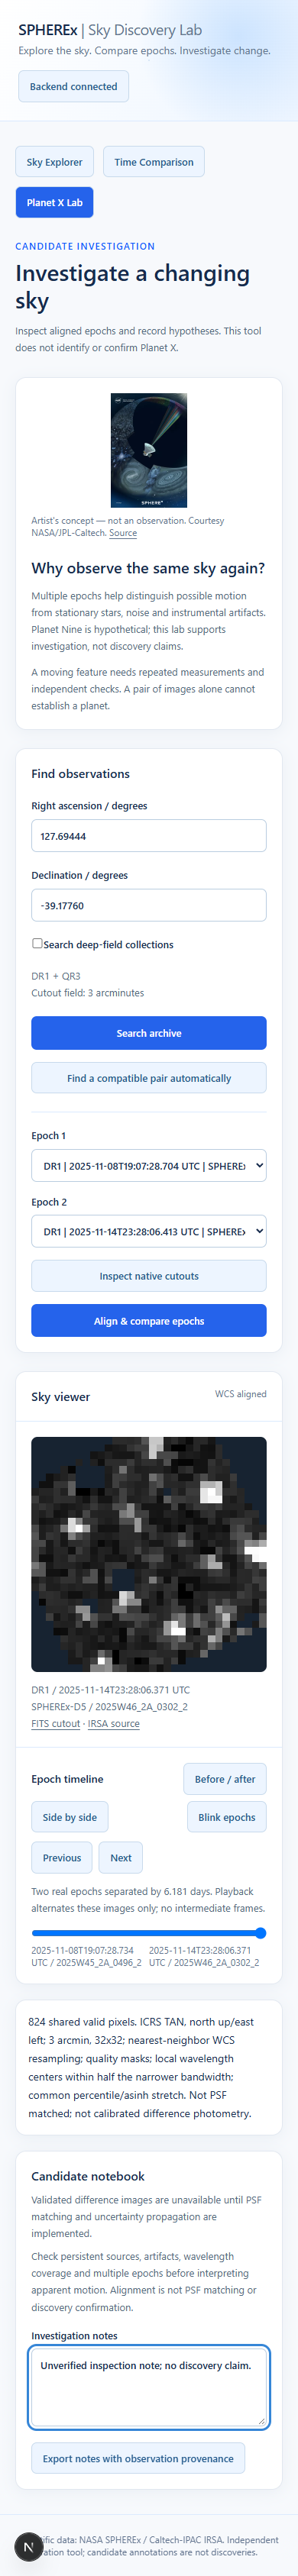 SPHEREx | Sky Discovery Lab
Explore the sky. Compare epochs. Investigate change.
Backend connected
Sky Explorer
Time Comparison
Planet X Lab
CANDIDATE INVESTIGATION
Investigate a changing
sky
Inspect aligned epochs and record hypotheses. This tool
does not identify or confirm Planet X.
SPHEREx
Artist's concept — not an observation. Courtesy
NASA/JPL-Caltech. Source
Why observe the same sky again?
Multiple epochs help distinguish possible motion
from stationary stars, noise and instrumental artifacts.
Planet Nine is hypothetical; this lab supports
investigation, not discovery claims.
A moving feature needs repeated measurements and
independent checks. A pair of images alone cannot
establish a planet.
Find observations
Right ascension / degrees
127.69444
Declination / degrees
-39.17760
Search deep-field collections
DR1 + QR3
Cutout field: 3 arcminutes
Search archive
Find a compatible pair automatically
Epoch 1
DR1 | 2025-11-08T19:07:28.704 UTC | SPHEREx
Epoch 2
DR1 | 2025-11-14T23:28:06.413 UTC | SPHEREx
Inspect native cutouts
Align & compare epochs
Sky viewer
WCS aligned
DR1 / 2025-11-14T23:28:06.371 UTC
SPHEREx-D5 / 2025W46_2A_0302_2
FITS cutout · IRSA source
Epoch timeline
Before / after
Side by side
Blink epochs
Previous
Next
Two real epochs separated by 6.181 days. Playback
alternates these images only; no intermediate frames.
2025-11-08T19:07:28.734
UTC / 2025W45_2A_0496_2
2025-11-14T23:28:06.371
UTC / 2025W46_2A_0302_2
824 shared valid pixels. ICRS TAN, north up/east
left; 3 arcmin, 32x32; nearest-neighbor WCS
resampling; quality masks; local wavelength
centers within half the narrower bandwidth;
common percentile/asinh stretch. Not PSF
matched; not calibrated difference photometry.
Candidate notebook
Validated difference images are unavailable until PSF
matching and uncertainty propagation are
implemented.
Check persistent sources, artifacts, wavelength
coverage and multiple epochs before interpreting
apparent motion. Alignment is not PSF matching or
discovery confirmation.
Investigation notes
Unverified inspection note; no discovery claim.
Export notes with observation provenance
data: NASA SPHEREx / Caltech-IPAC IRSA. Independent
tool; candidate annotations are not discoveries.
N